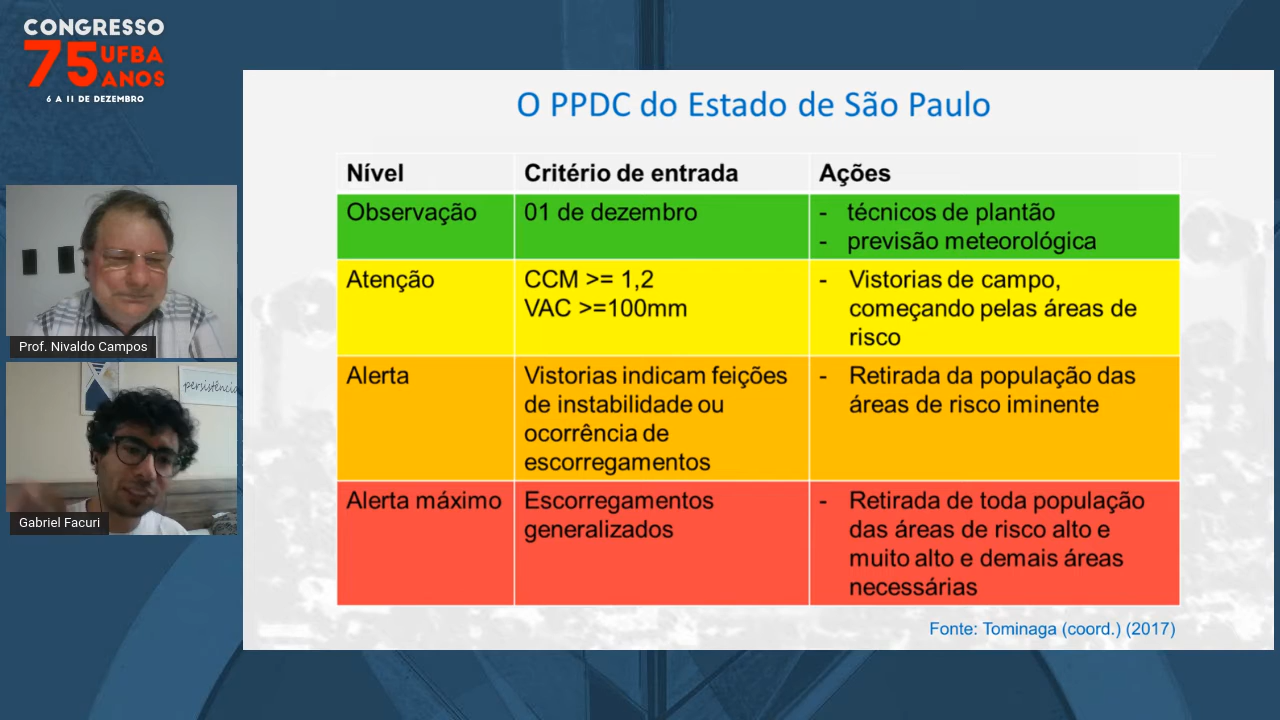 CONGRESSO
75 UFBA
ANOS
6 A 11 DE DEZEMBRO
O PPDC do Estado de São Paulo
Nível
Critério de entrada
Ações
Observação
01 de dezembro
- técnicos de plantão
- previsão meteorológica
Atenção
CCM >= 1,2
VAC >=100mm
- Vistorias de campo,
começando pelas áreas de
risco
Alerta
Vistorias indicam feições
de instabilidade ou
ocorrência de
escorregamentos
- Retirada da população das
áreas de risco iminente
Alerta máximo
Escorregamentos
generalizados
- Retirada de toda população
das áreas de risco alto e
muito alto e demais áreas
necessárias
Fonte: Tominaga (coord.) (2017)
Prof. Nivaldo Campos
persistência
Gabriel Facuri